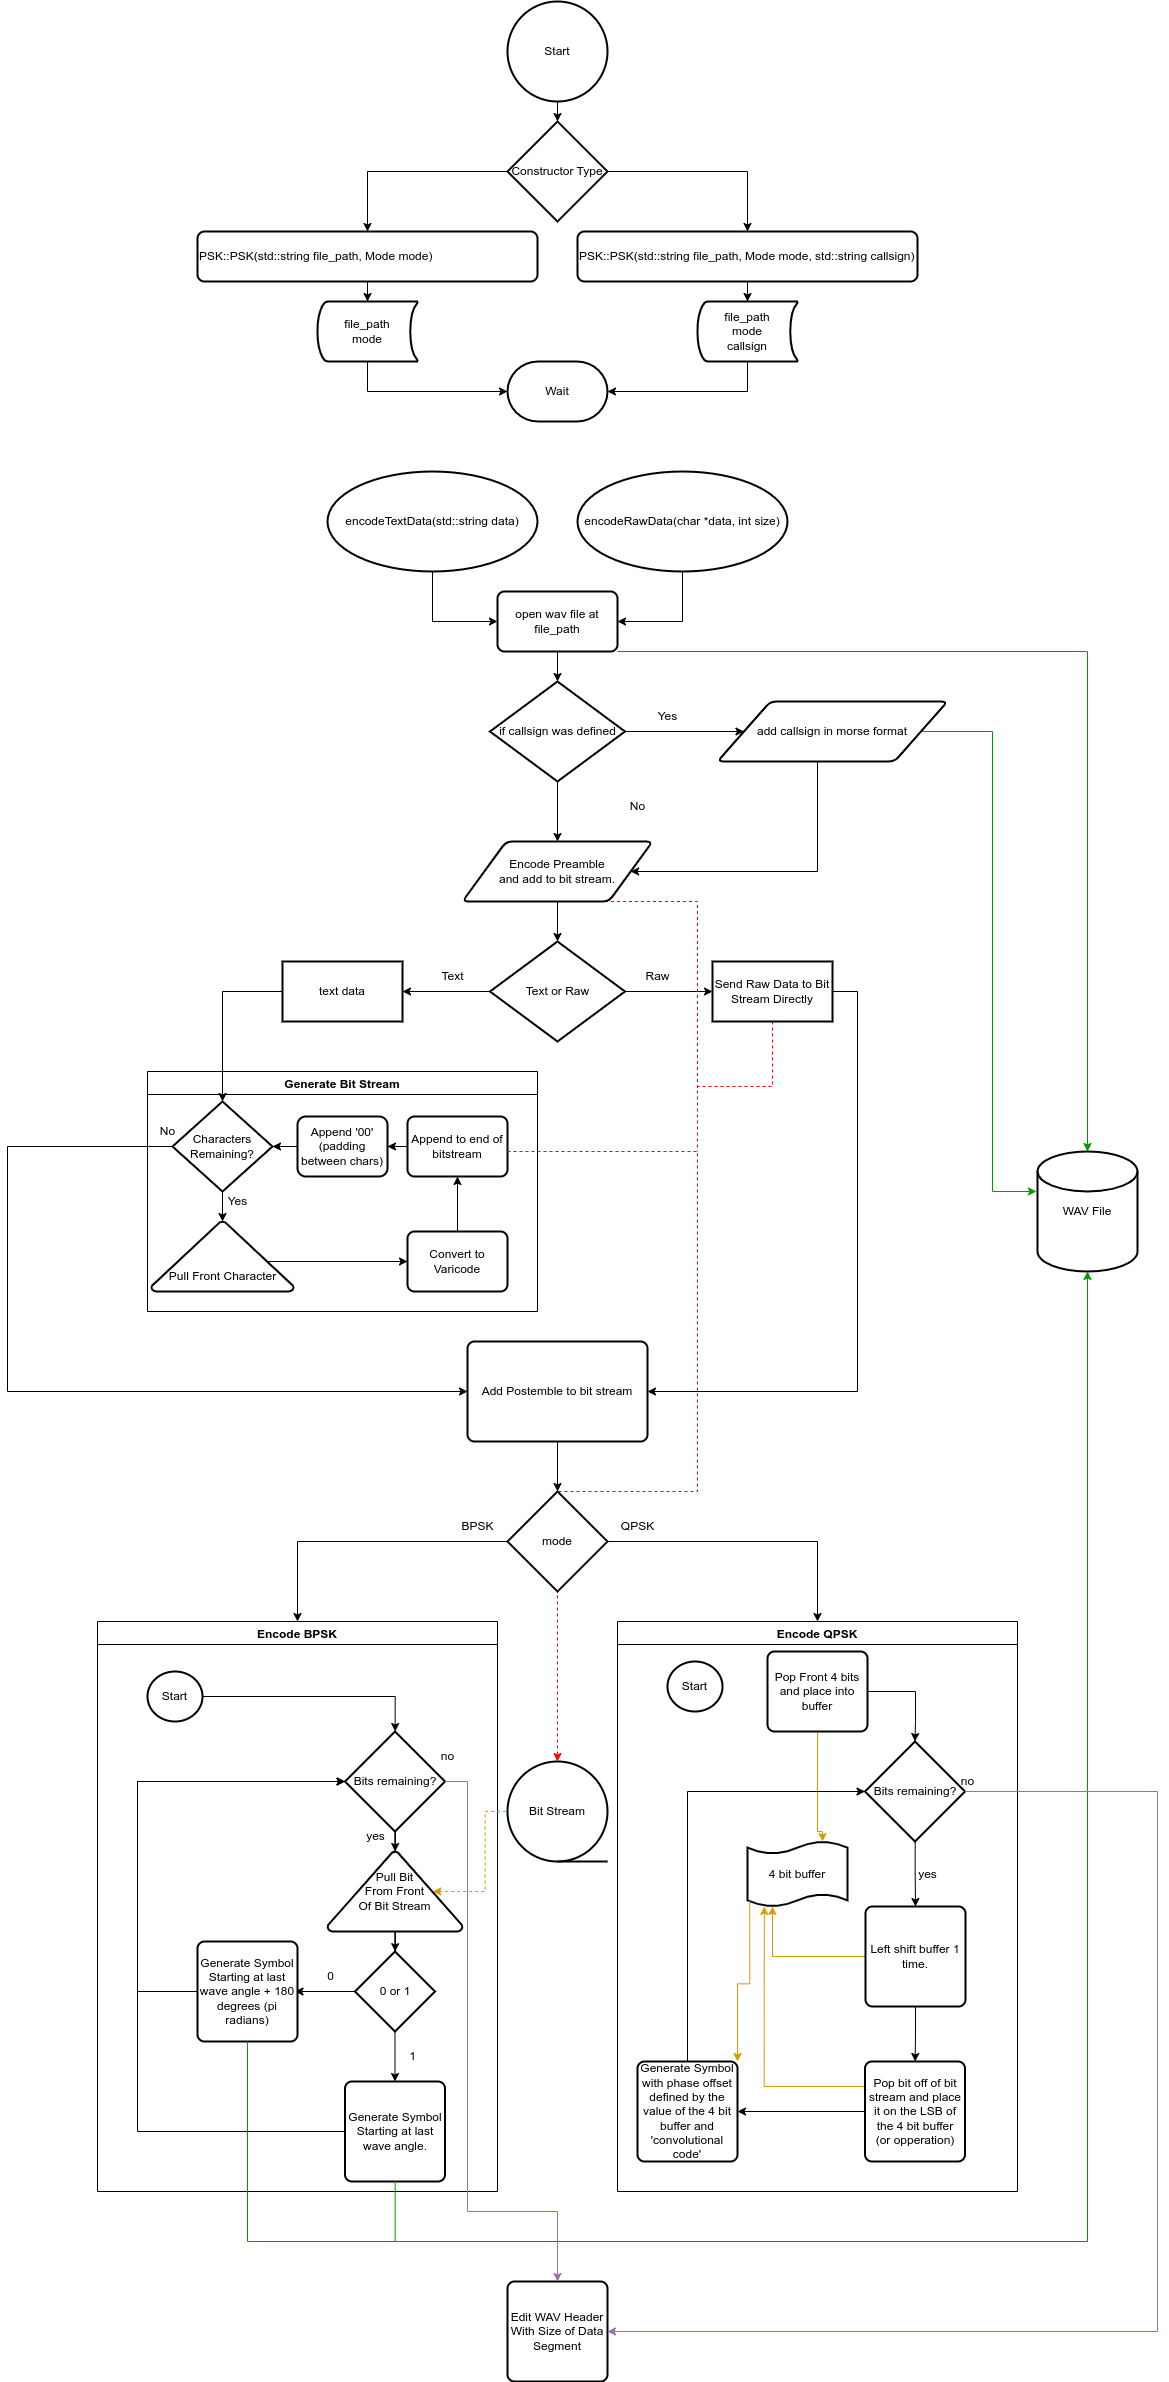 Start
Constructor Type
PSK::PSK(std::string file_path, Mode mode)
PSK::PSK(std::string file_path, Mode mode, std::string callsign)
file_path
mode
file_path
mode
callsign
Wait
encodeTextData(std::string data)
encodeRawData(char *data, int size)
open wav file at
file_path
if callsign was defined
Yes
add callsign in morse format
No
Encode Preamble
and add to bit stream.
text data
Text
Text or Raw
Raw
Send Raw Data to Bit
Stream Directly
Generate Bit Stream
No
Characters
Remaining?
Append '00'
(padding
between chars)
Append to end of
bitstream
Yes
Pull Front Character
Convert to
Varicode
WAV File
Add Postemble to bit stream
BPSK
mode
QPSK
Encode BPSK
Start
no
Bits remaining?
yes
Pull Bit
From Front
Of Bit Stream
Generate Symbol
Starting at last
wave angle + 180
degrees (pi
radians)
0
0 or 1
1
Generate Symbol
Starting at last
wave angle.
Bit Stream
Encode QPSK
Start
Pop Front 4 bits
and place into
buffer
Bits remaining?
no
4 bit buffer
yes
Left shift buffer 1
time.
Generate Symbol
with phase offset
defined by the
value of the 4 bit
buffer and
'convolutional
code'
Pop bit off of bit
stream and place
it on the LSB of
the 4 bit buffer
(or opperation)
Edit WAV Header
With Size of Data
Segment